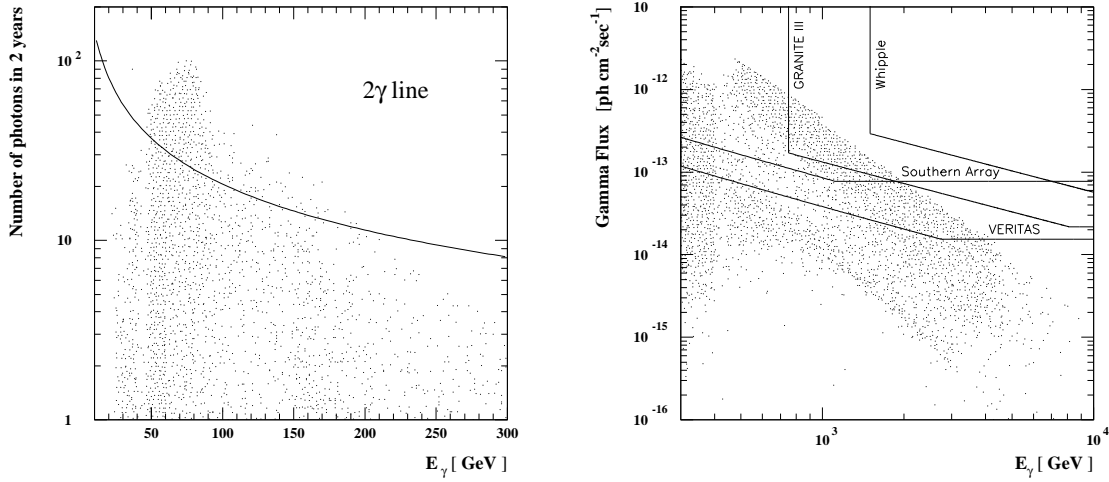 Number of photons in 2 years
10²
10
1
2γ line
50
100
150
200
250
300
E_γ [ GeV ]
Gamma Flux [ph cm⁻²sec⁻¹]
10⁻¹¹
10⁻¹²
10⁻¹³
10⁻¹⁴
10⁻¹⁵
10⁻¹⁶
GRANITE III
Whipple
Southern Array
VERITAS
10³
10⁴
E_γ [ GeV ]